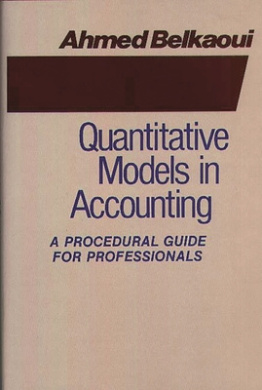 Ahmed Belkaoui
Quantitative
Models in
Accounting
A PROCEDURAL GUIDE
FOR PROFESSIONALS